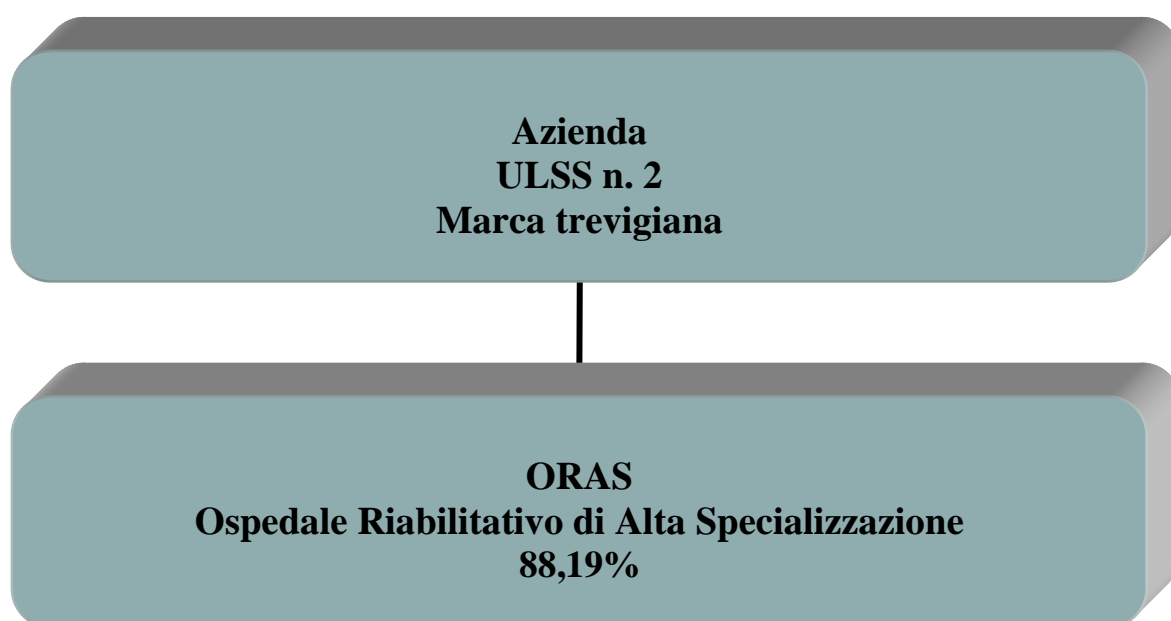 Azienda
ULSS n. 2
Marca trevigiana
ORAS
Ospedale Riabilitativo di Alta Specializzazione
88,19%